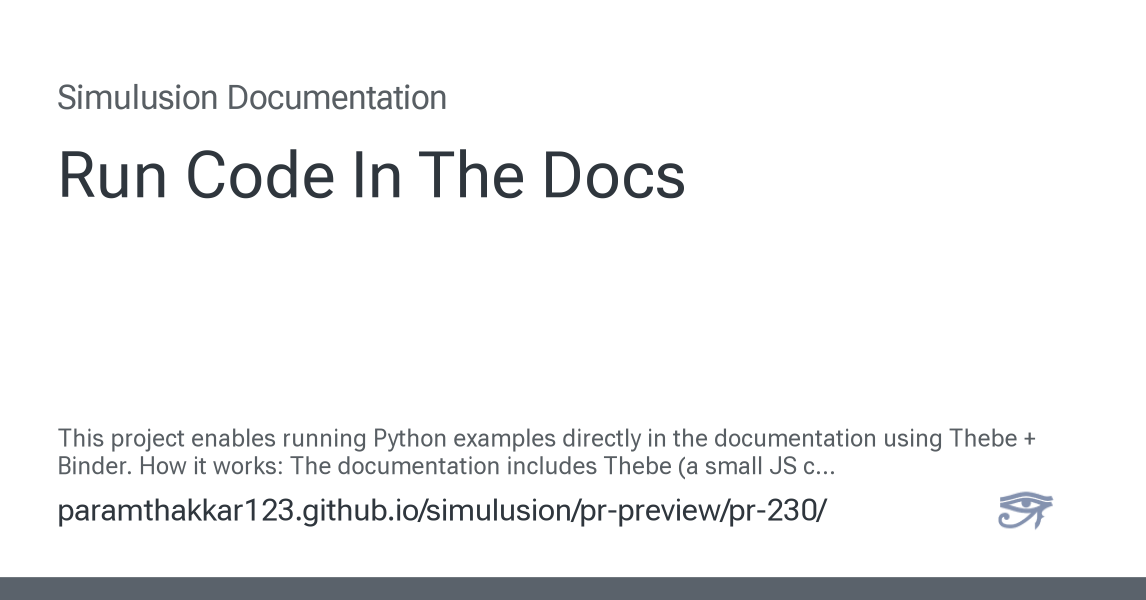 Simulusion Documentation
Run Code In The Docs
This project enables running Python examples directly in the documentation using Thebe +
Binder. How it works: The documentation includes Thebe (a small JS c…
paramthakkar123.github.io/simulusion/pr-preview/pr-230/